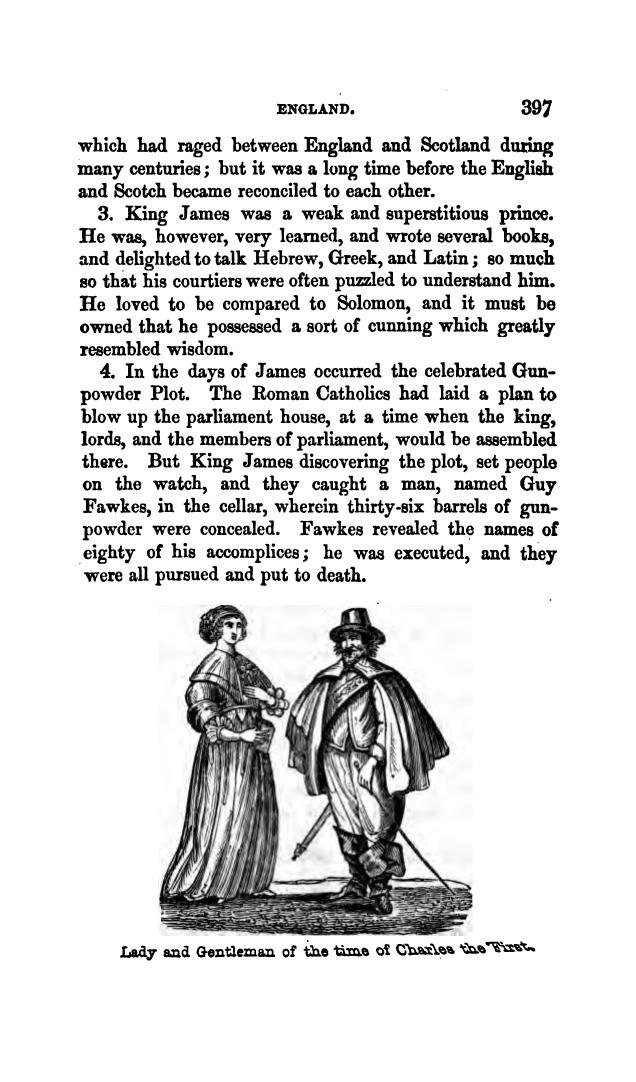 ENGLAND. 397
which had raged between England and Scotland during
many centuries; but it was a long time before the English
and Scotch became reconciled to each other.
3. King James was a weak and superstitious prince.
He was, however, very learned, and wrote several books,
and delighted to talk Hebrew, Greek, and Latin; so much
so that his courtiers were often puzzled to understand him.
He loved to be compared to Solomon, and it must be
owned that he possessed a sort of cunning which greatly
resembled wisdom.
4. In the days of James occurred the celebrated Gun-
powder Plot. The Roman Catholics had laid a plan to
blow up the parliament house, at a time when the king,
lords, and the members of parliament, would be assembled
there. But King James discovering the plot, set people
on the watch, and they caught a man, named Guy
Fawkes, in the cellar, wherein thirty-six barrels of gun-
powder were concealed. Fawkes revealed the names of
eighty of his accomplices; he was executed, and they
were all pursued and put to death.
Lady and Gentleman of the time of Charles the First.